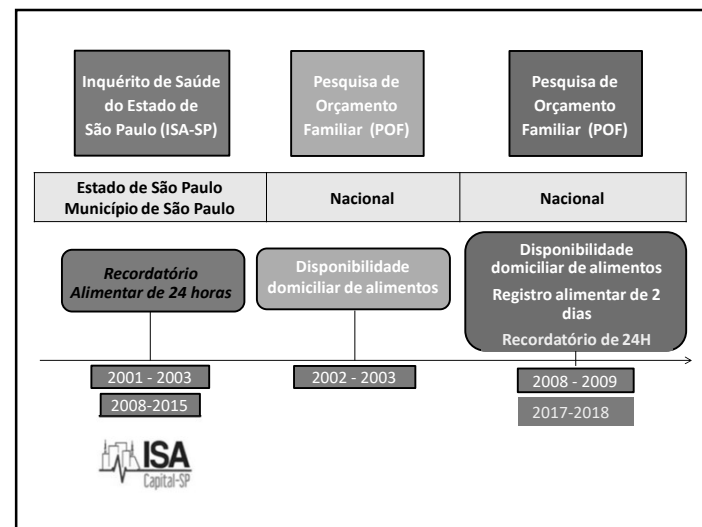 Inquérito de Saúde
do Estado de
São Paulo (ISA-SP)
Pesquisa de
Orçamento
Familiar (POF)
Pesquisa de
Orçamento
Familiar (POF)
Estado de São Paulo
Município de São Paulo
Nacional
Nacional
Recordatório
Alimentar de 24 horas
Disponibilidade
domiciliar de alimentos
Disponibilidade
domiciliar de alimentos
Registro alimentar de 2
dias
Recordatório de 24H
2001 - 2003
2008-2015
2002 - 2003
2008 - 2009
2017-2018
ISA
Capital-SP